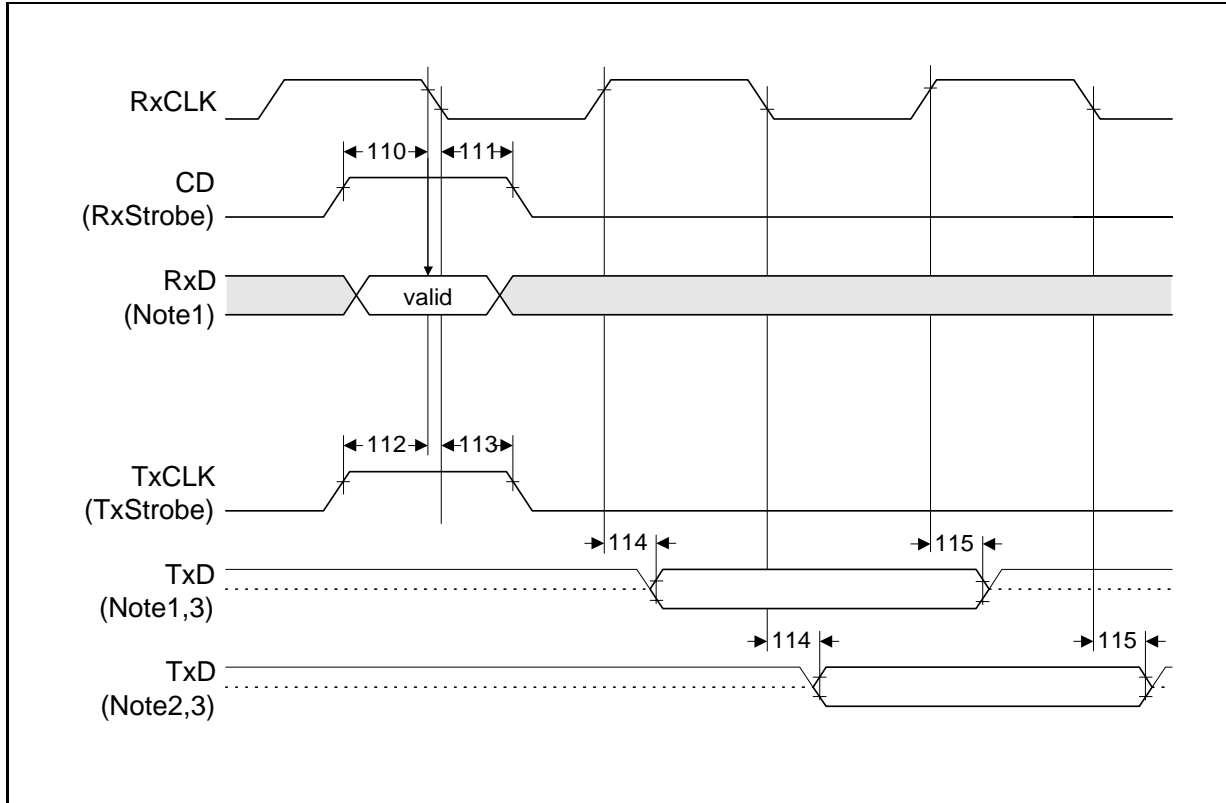 RxCLK
110
111
CD
(RxStrobe)
RxD
(Note1)
valid
112
113
TxCLK
(TxStrobe)
114
115
TxD
(Note1,3)
114
115
TxD
(Note2,3)